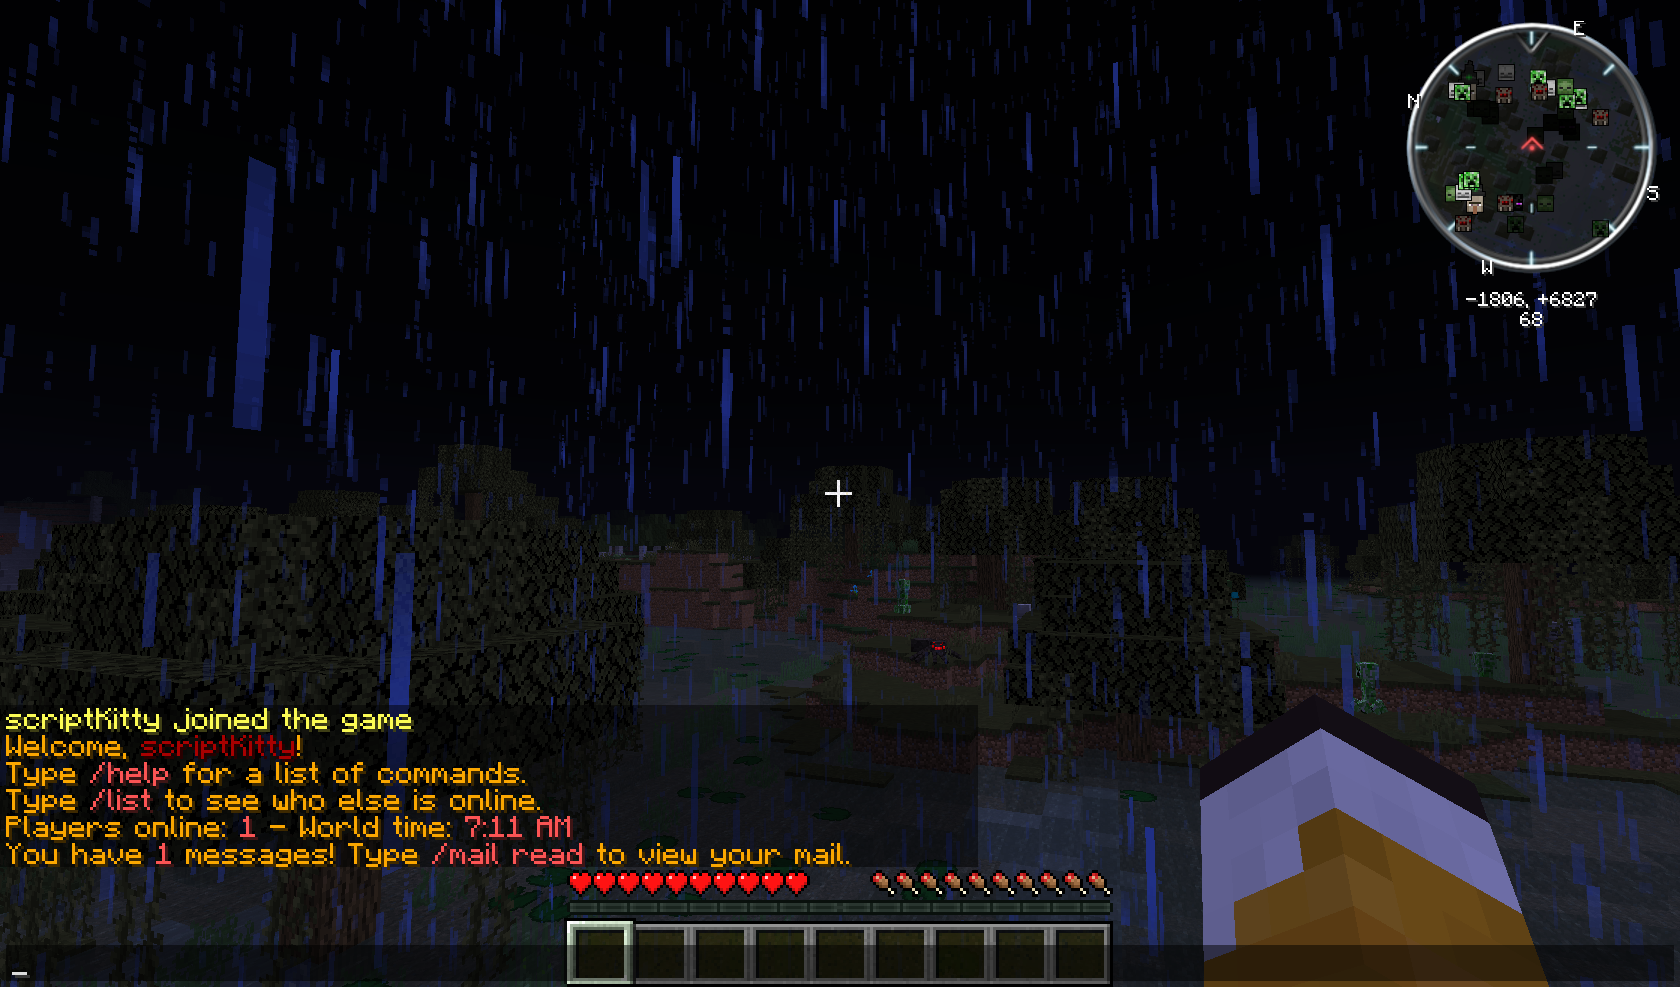 E
N
S
W
-1806, +6827
68
scriptKitty joined the game
Welcome, scriptKitty!
Type /help for a list of commands.
Type /list to see who else is online.
Players online: 1 - World time: 7:11 AM
You have 1 messages! Type /mail read to view your mail.
_